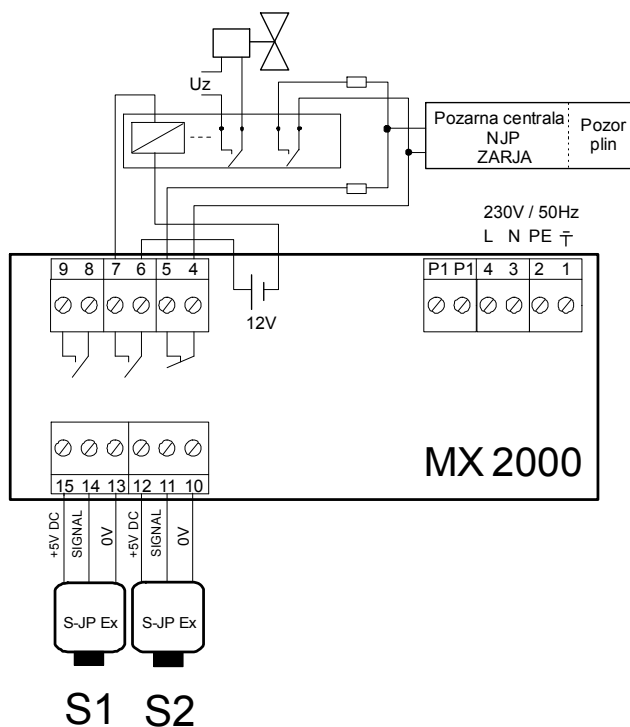 Uz
Pozarna centrala
NJP
ZARJA
Pozor
plin
230V / 50Hz
L N PE
9 8 7 6 5 4
P1 P1 4 3 2 1
12V
MX 2000
15 14 13 12 11 10
+5V DC
SIGNAL
0V
+5V DC
SIGNAL
0V
S-JP Ex
S-JP Ex
S1 S2